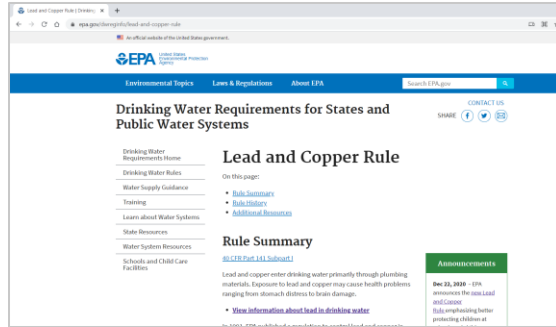 Lead and Copper Rule | Drinking
epa.gov/dwreginfo/lead-and-copper-rule
An official website of the United States government.
EPA United States
Environmental Protection
Agency
Environmental Topics Laws & Regulations About EPA Search EPA.gov
CONTACT US
SHARE
Drinking Water Requirements for States and
Public Water Systems
Drinking Water
Requirements Home
Drinking Water Rules
Water Supply Guidance
Training
Learn about Water Systems
State Resources
Water System Resources
Schools and Child Care
Facilities
Lead and Copper Rule
On this page:
Rule Summary
Rule History
Additional Resources
Rule Summary
40 CFR Part 141 Subpart I
Lead and copper enter drinking water primarily through plumbing
materials. Exposure to lead and copper may cause health problems
ranging from stomach distress to brain damage.
View information about lead in drinking water
Announcements
Dec 22, 2020 - EPA
announces the new Lead
and Copper
Rule emphasizing better
protecting children at